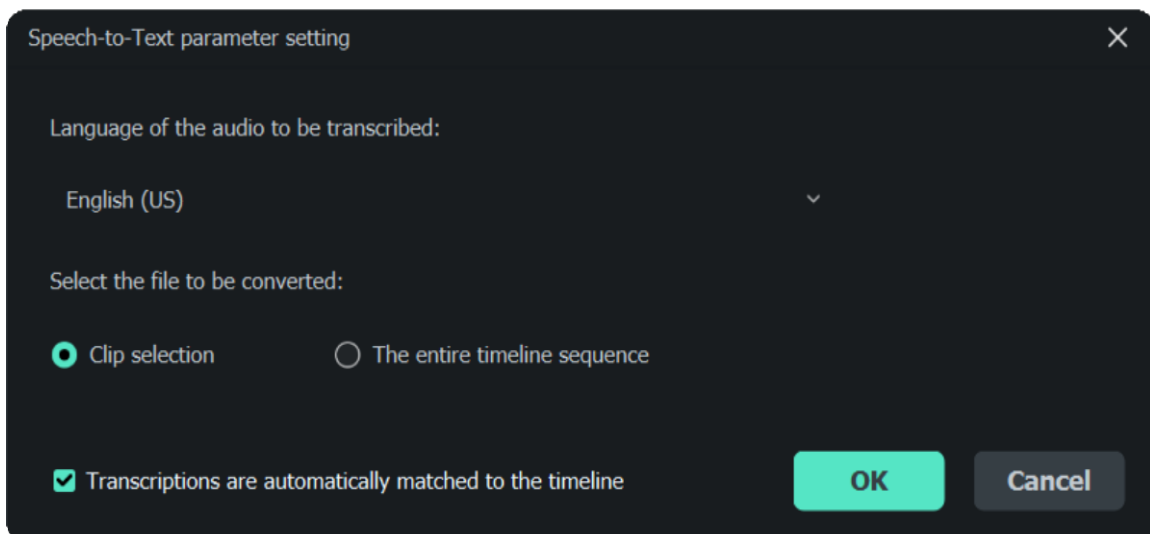 Speech-to-Text parameter setting
Language of the audio to be transcribed:
English (US)
Select the file to be converted:
Clip selection
The entire timeline sequence
Transcriptions are automatically matched to the timeline
OK
Cancel